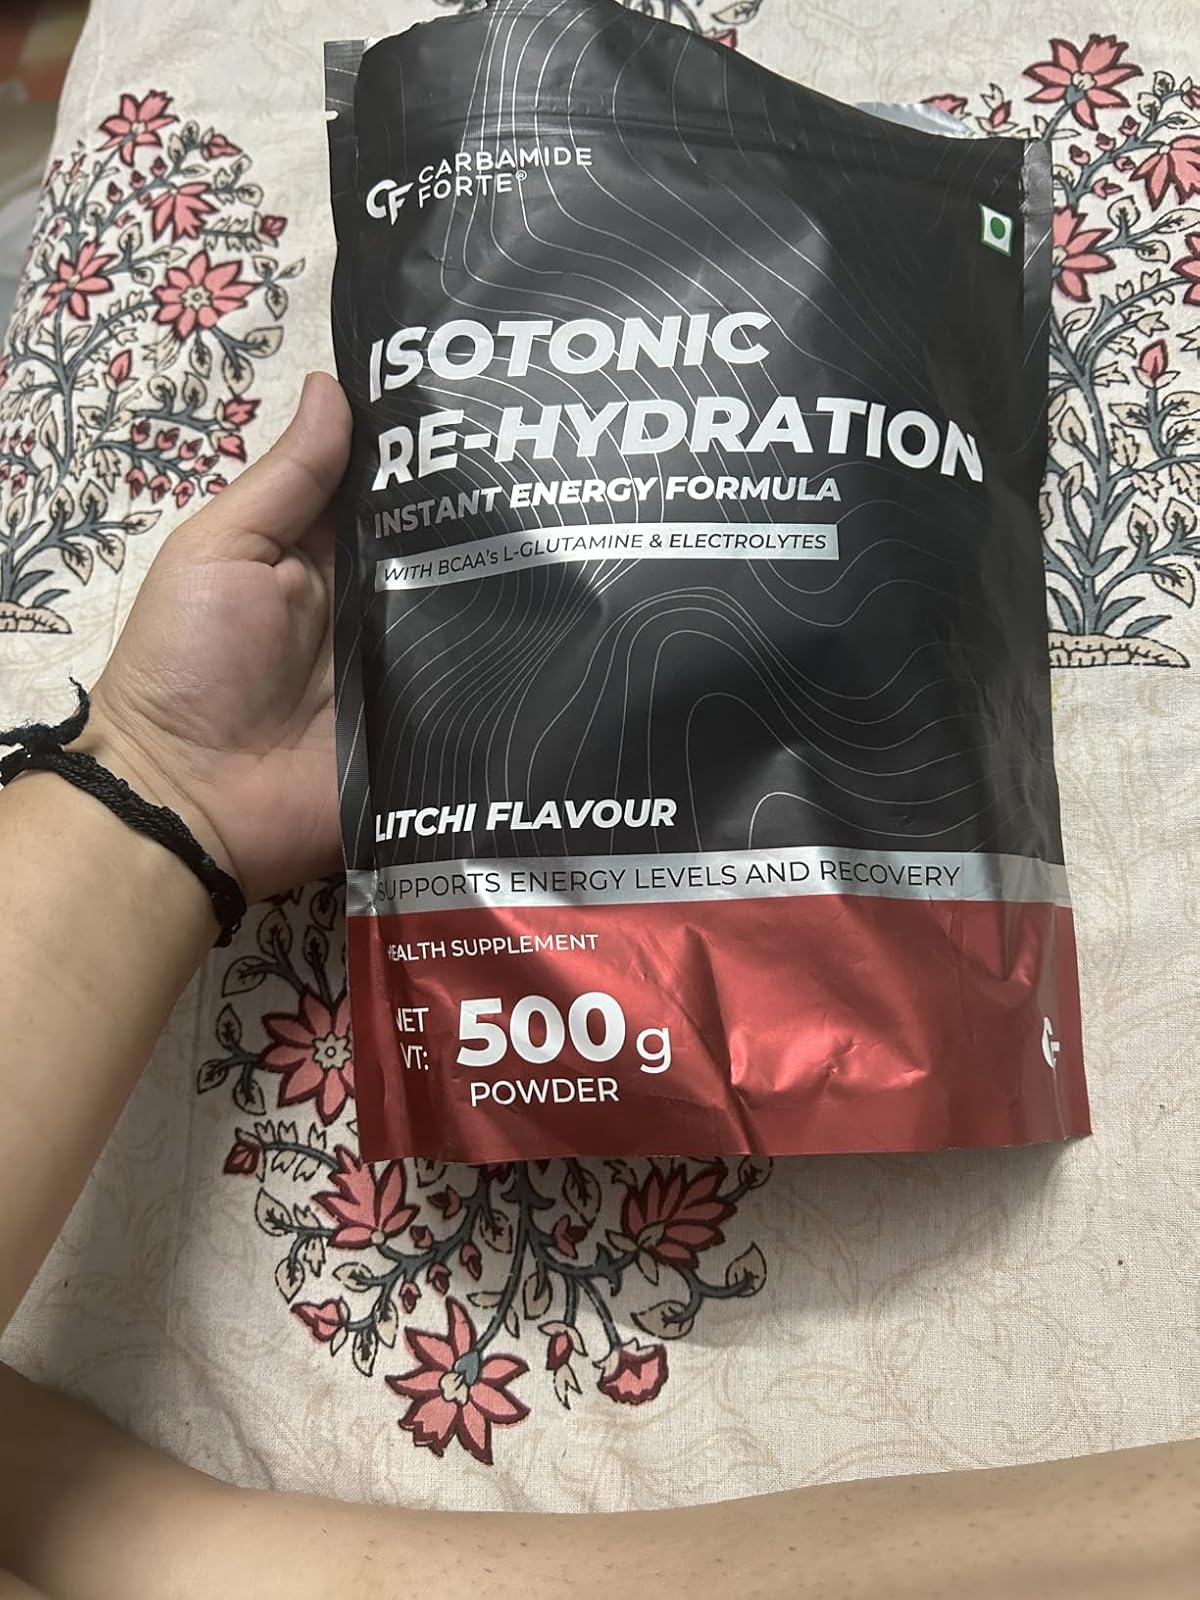 CARBAMIDE
FORTE®
ISOTONIC
RE-HYDRATION
INSTANT ENERGY FORMULA
WITH BCAA's L-GLUTAMINE & ELECTROLYTES
LITCHI FLAVOUR
SUPPORTS ENERGY LEVELS AND RECOVERY
HEALTH SUPPLEMENT
NET
WT:
500 g
POWDER